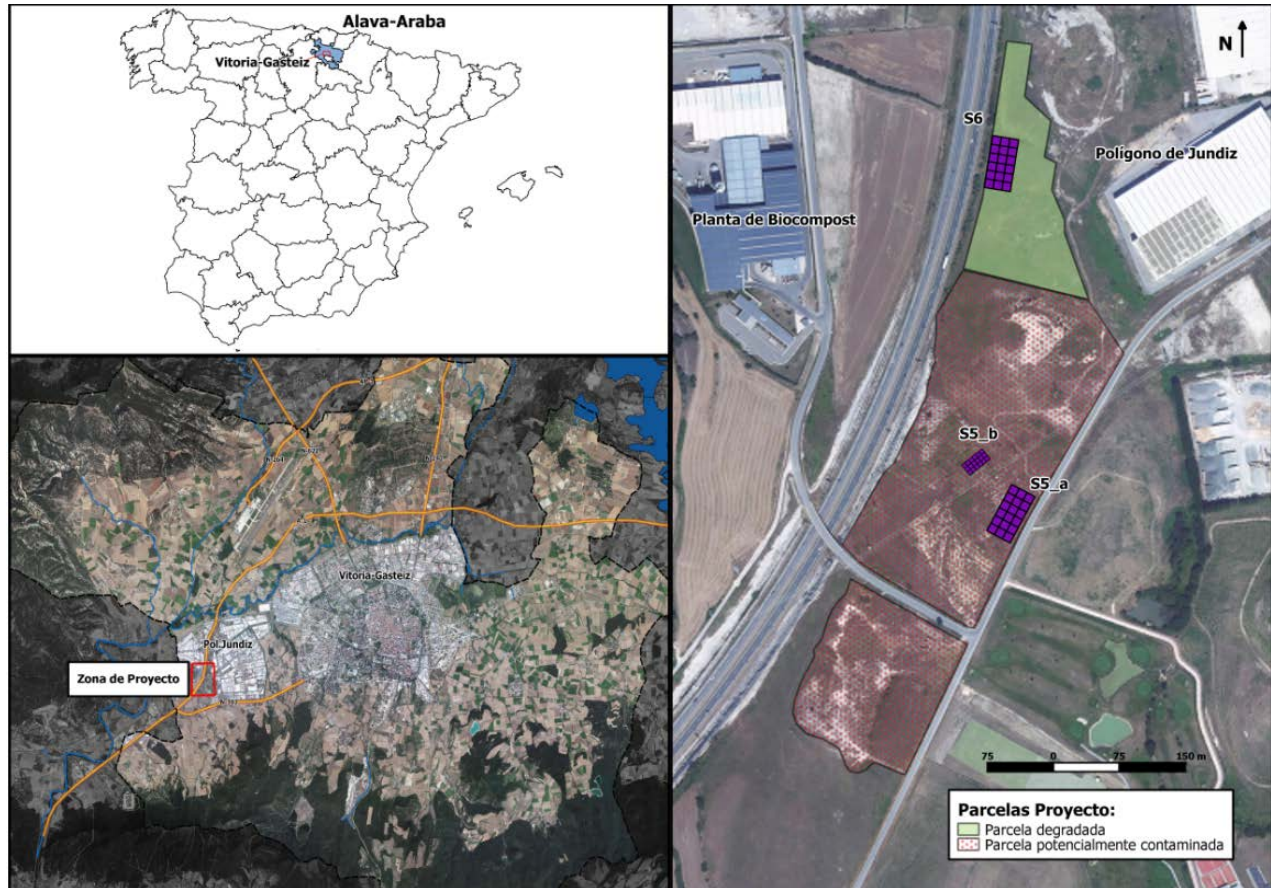 Alava-Araba
Vitoria-Gasteiz
Vitoria-Gasteiz
Pol.Jundiz
Zona de Proyecto
N
S6
Polígono de Jundiz
Planta de Biocompost
S5_b
S5_a
75 0 75 150 m
Parcelas Proyecto:
Parcela degradada
Parcela potencialmente contaminada